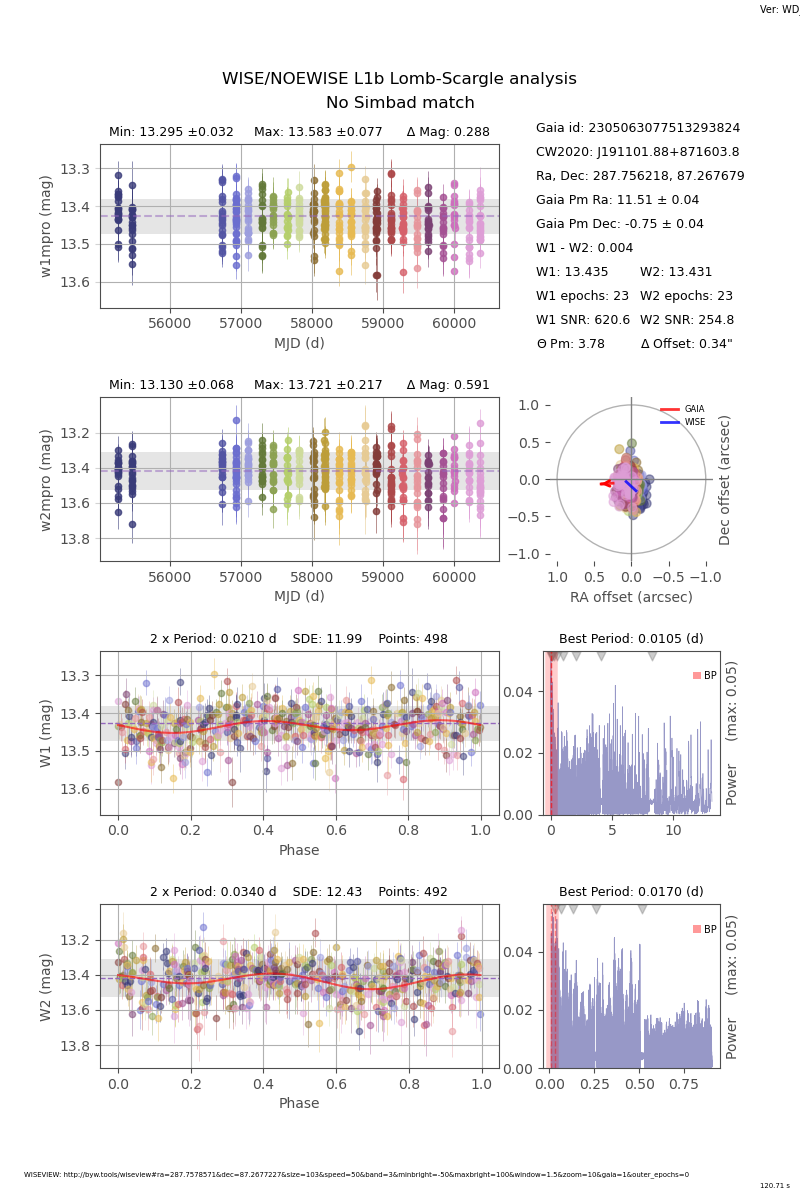 Ver: WD_
WISE/NOEWISE L1b Lomb-Scargle analysis
No Simbad match
Min: 13.295 ±0.032 Max: 13.583 ±0.077 Δ Mag: 0.288
13.3
13.4
13.5
13.6
w1mpro (mag)
56000 57000 58000 59000 60000
MJD (d)
Gaia id: 2305063077513293824
CW2020: J191101.88+871603.8
Ra, Dec: 287.756218, 87.267679
Gaia Pm Ra: 11.51 ± 0.04
Gaia Pm Dec: -0.75 ± 0.04
W1 - W2: 0.004
W1: 13.435 W2: 13.431
W1 epochs: 23 W2 epochs: 23
W1 SNR: 620.6 W2 SNR: 254.8
Θ Pm: 3.78 Δ Offset: 0.34"
Min: 13.130 ±0.068 Max: 13.721 ±0.217 Δ Mag: 0.591
13.2
13.4
13.6
13.8
w2mpro (mag)
56000 57000 58000 59000 60000
MJD (d)
GAIA
WISE
1.0
0.5
0.0
−0.5
−1.0
Dec offset (arcsec)
1.0 0.5 0.0 −0.5 −1.0
RA offset (arcsec)
2 x Period: 0.0210 d SDE: 11.99 Points: 498
13.3
13.4
13.5
13.6
W1 (mag)
0.0 0.2 0.4 0.6 0.8 1.0
Phase
Best Period: 0.0105 (d)
BP
0.04
0.02
0.00
Power (max: 0.05)
0 5 10
2 x Period: 0.0340 d SDE: 12.43 Points: 492
13.2
13.4
13.6
13.8
W2 (mag)
0.0 0.2 0.4 0.6 0.8 1.0
Phase
Best Period: 0.0170 (d)
BP
0.04
0.02
0.00
Power (max: 0.05)
0.00 0.25 0.50 0.75
WISEVIEW: http://byw.tools/wiseview#ra=287.7578571&dec=87.2677227&size=103&speed=50&band=3&minbright=-50&maxbright=100&window=1.5&zoom=10&gaia=1&outer_epochs=0
120.71 s